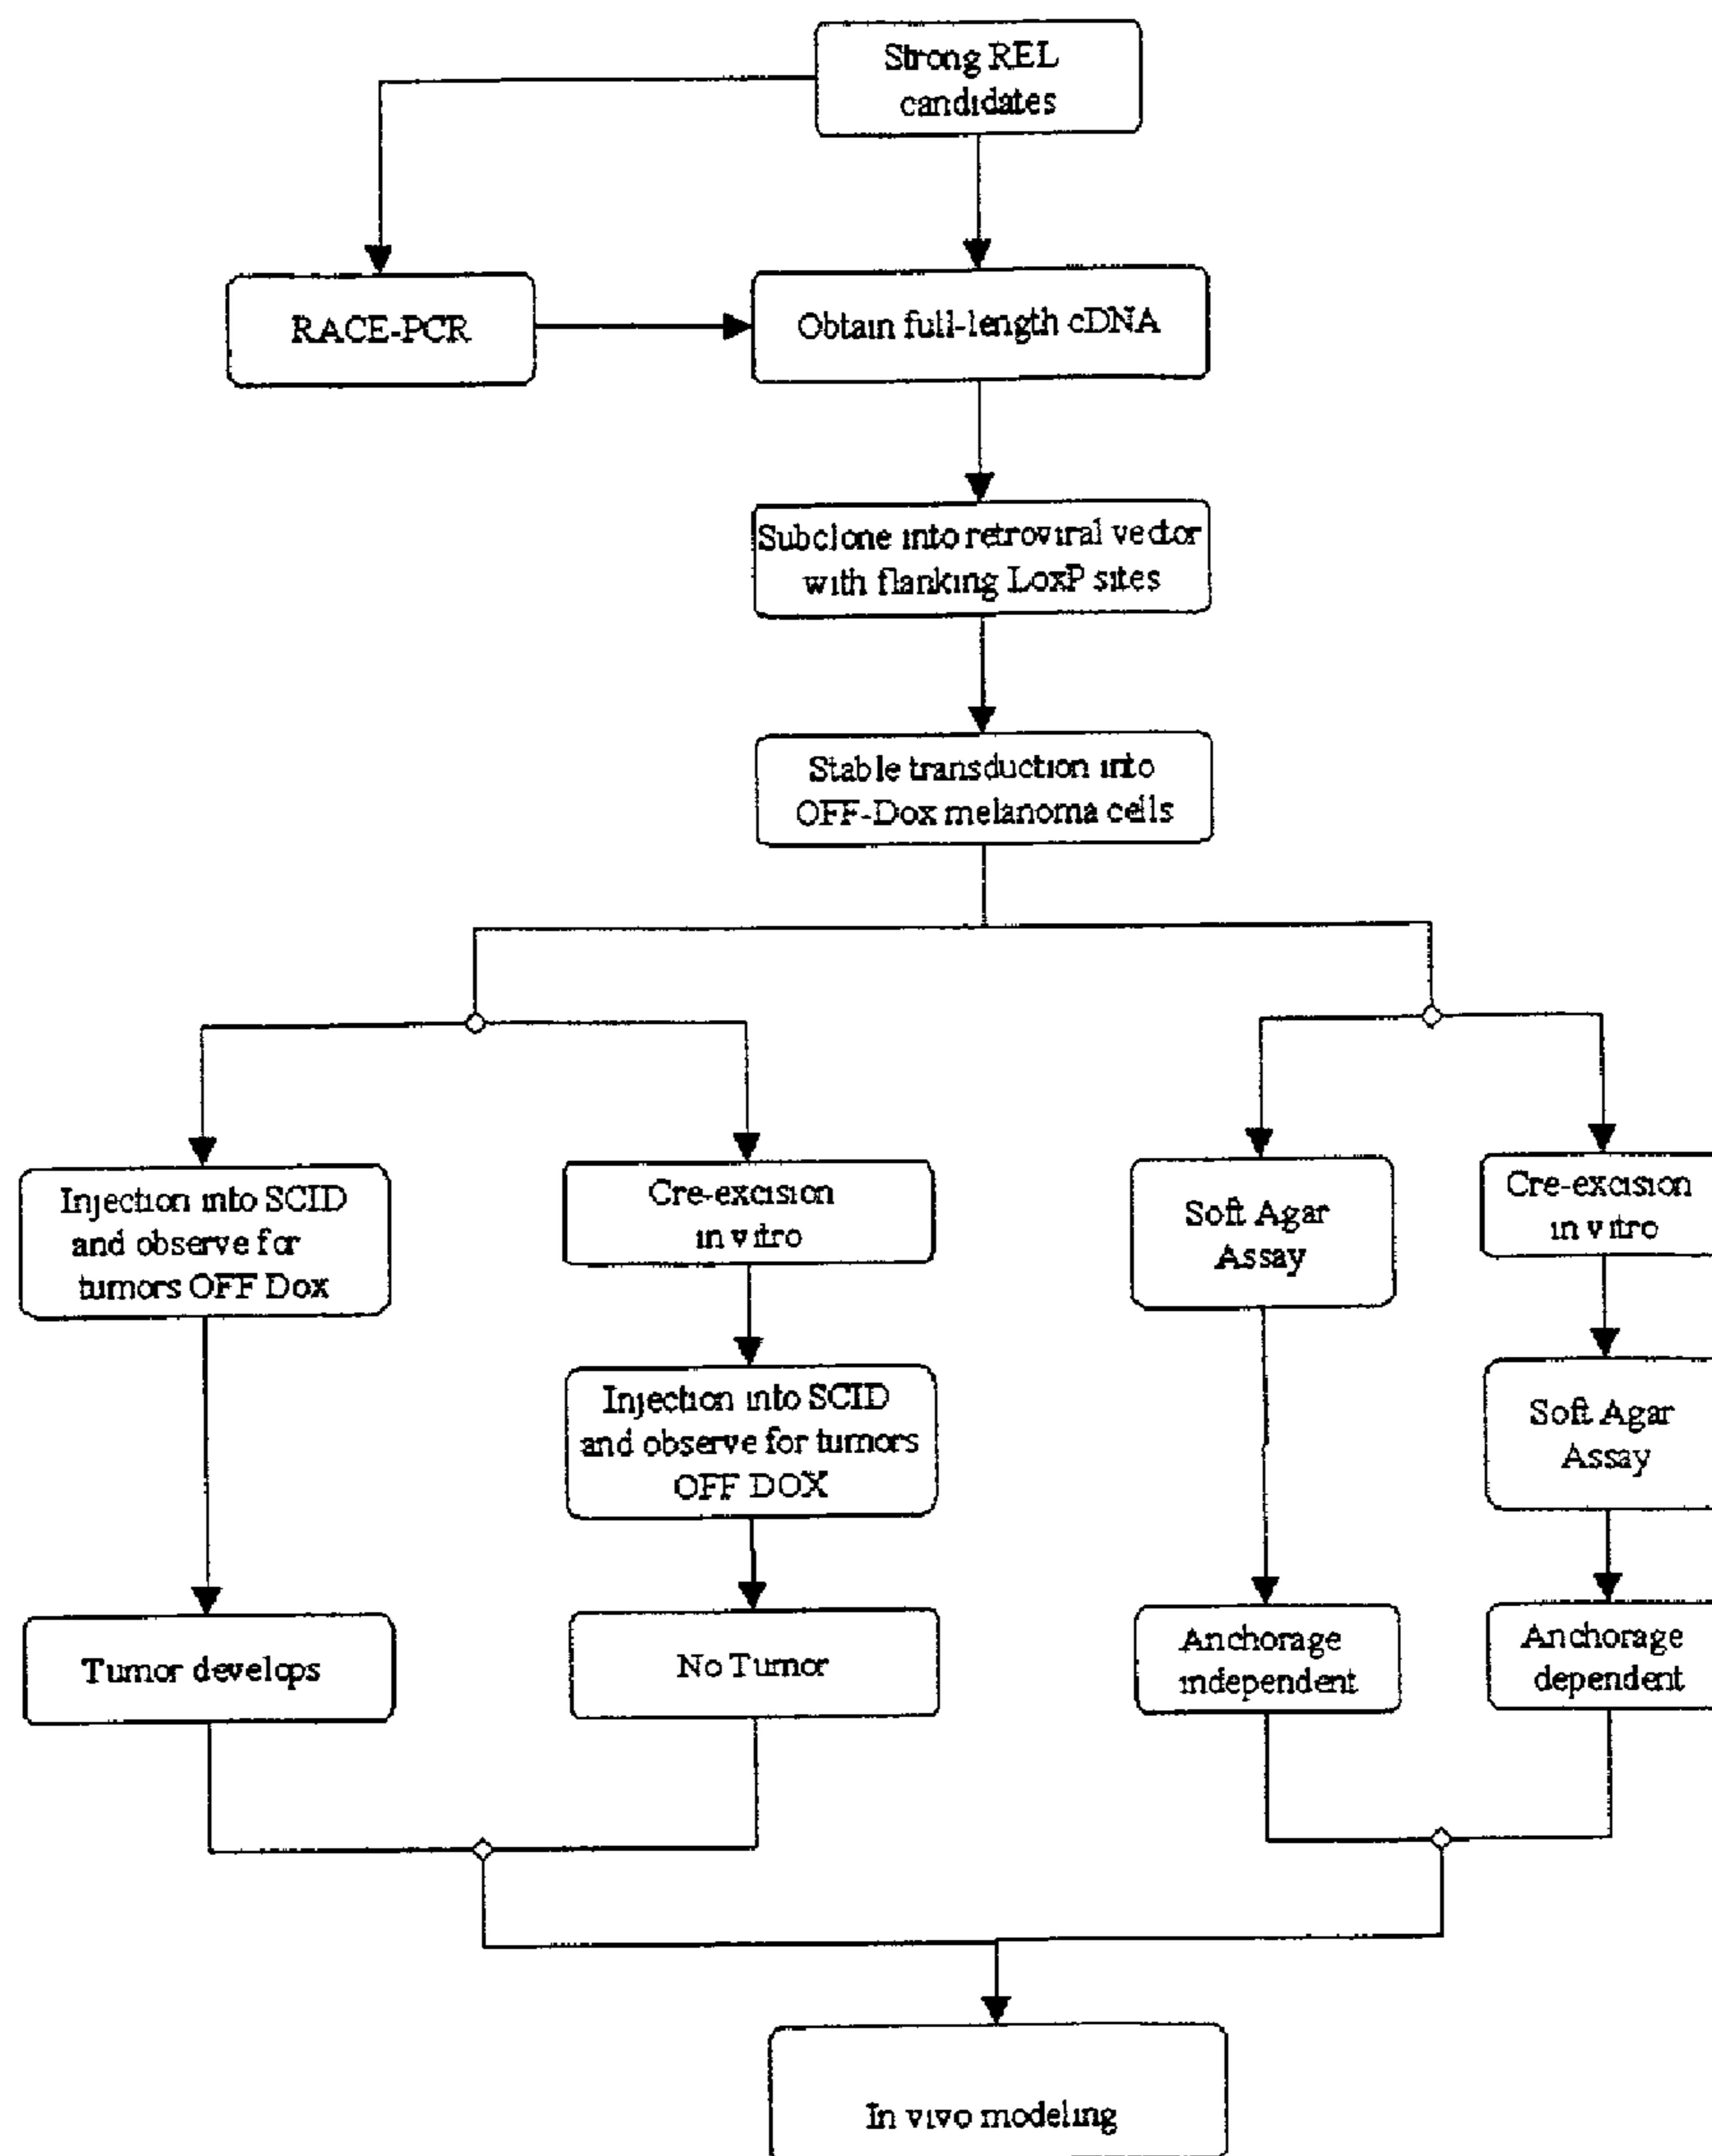 Strong REL
candidates
RACE-PCR
Obtain full-length cDNA
Subclone into retroviral vector
with flanking LoxP sites
Stable transduction into
OFF-Dox melanoma cells
Injection into SCID
and observe for
tumors OFF Dox
Cre-excision
in vitro
Soft Agar
Assay
Cre-excision
in vitro
Injection into SCID
and observe for tumors
OFF DOX
Soft Agar
Assay
Tumor develops
No Tumor
Anchorage
independent
Anchorage
dependent
In vivo modeling